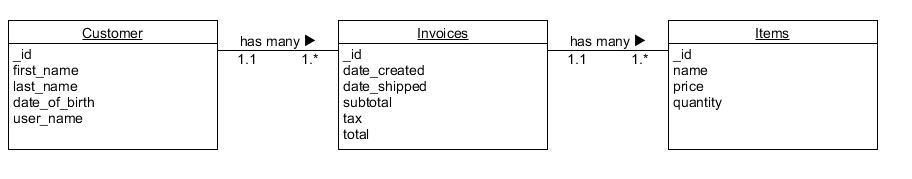 Customer
_id
first_name
last_name
date_of_birth
user_name
has many ▶
1.1 1.*
Invoices
_id
date_created
date_shipped
subtotal
tax
total
has many ▶
1.1 1.*
Items
_id
name
price
quantity